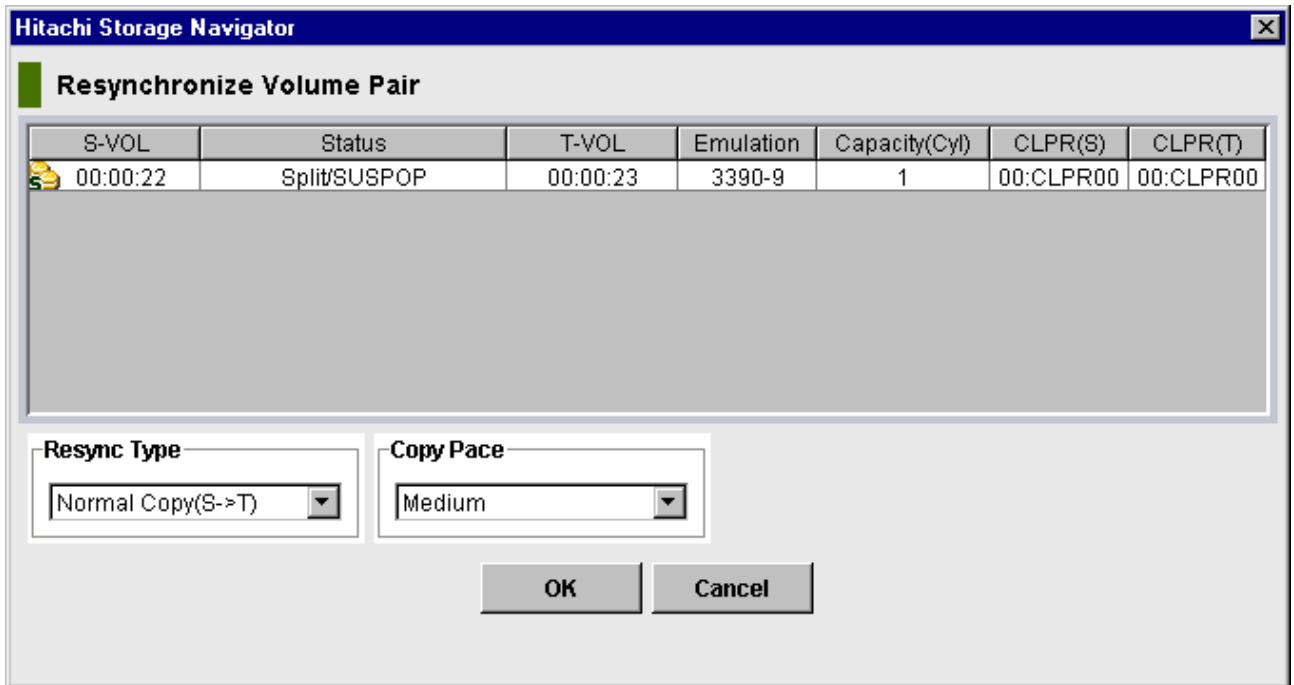 Hitachi Storage Navigator
Resynchronize Volume Pair
S-VOL Status T-VOL Emulation Capacity(Cyl) CLPR(S) CLPR(T)
S 00:00:22 Split/SUSPOP 00:00:23 3390-9 1 00:CLPR00 00:CLPR00
Resync Type Copy Pace
Normal Copy(S->T) Medium
OK Cancel